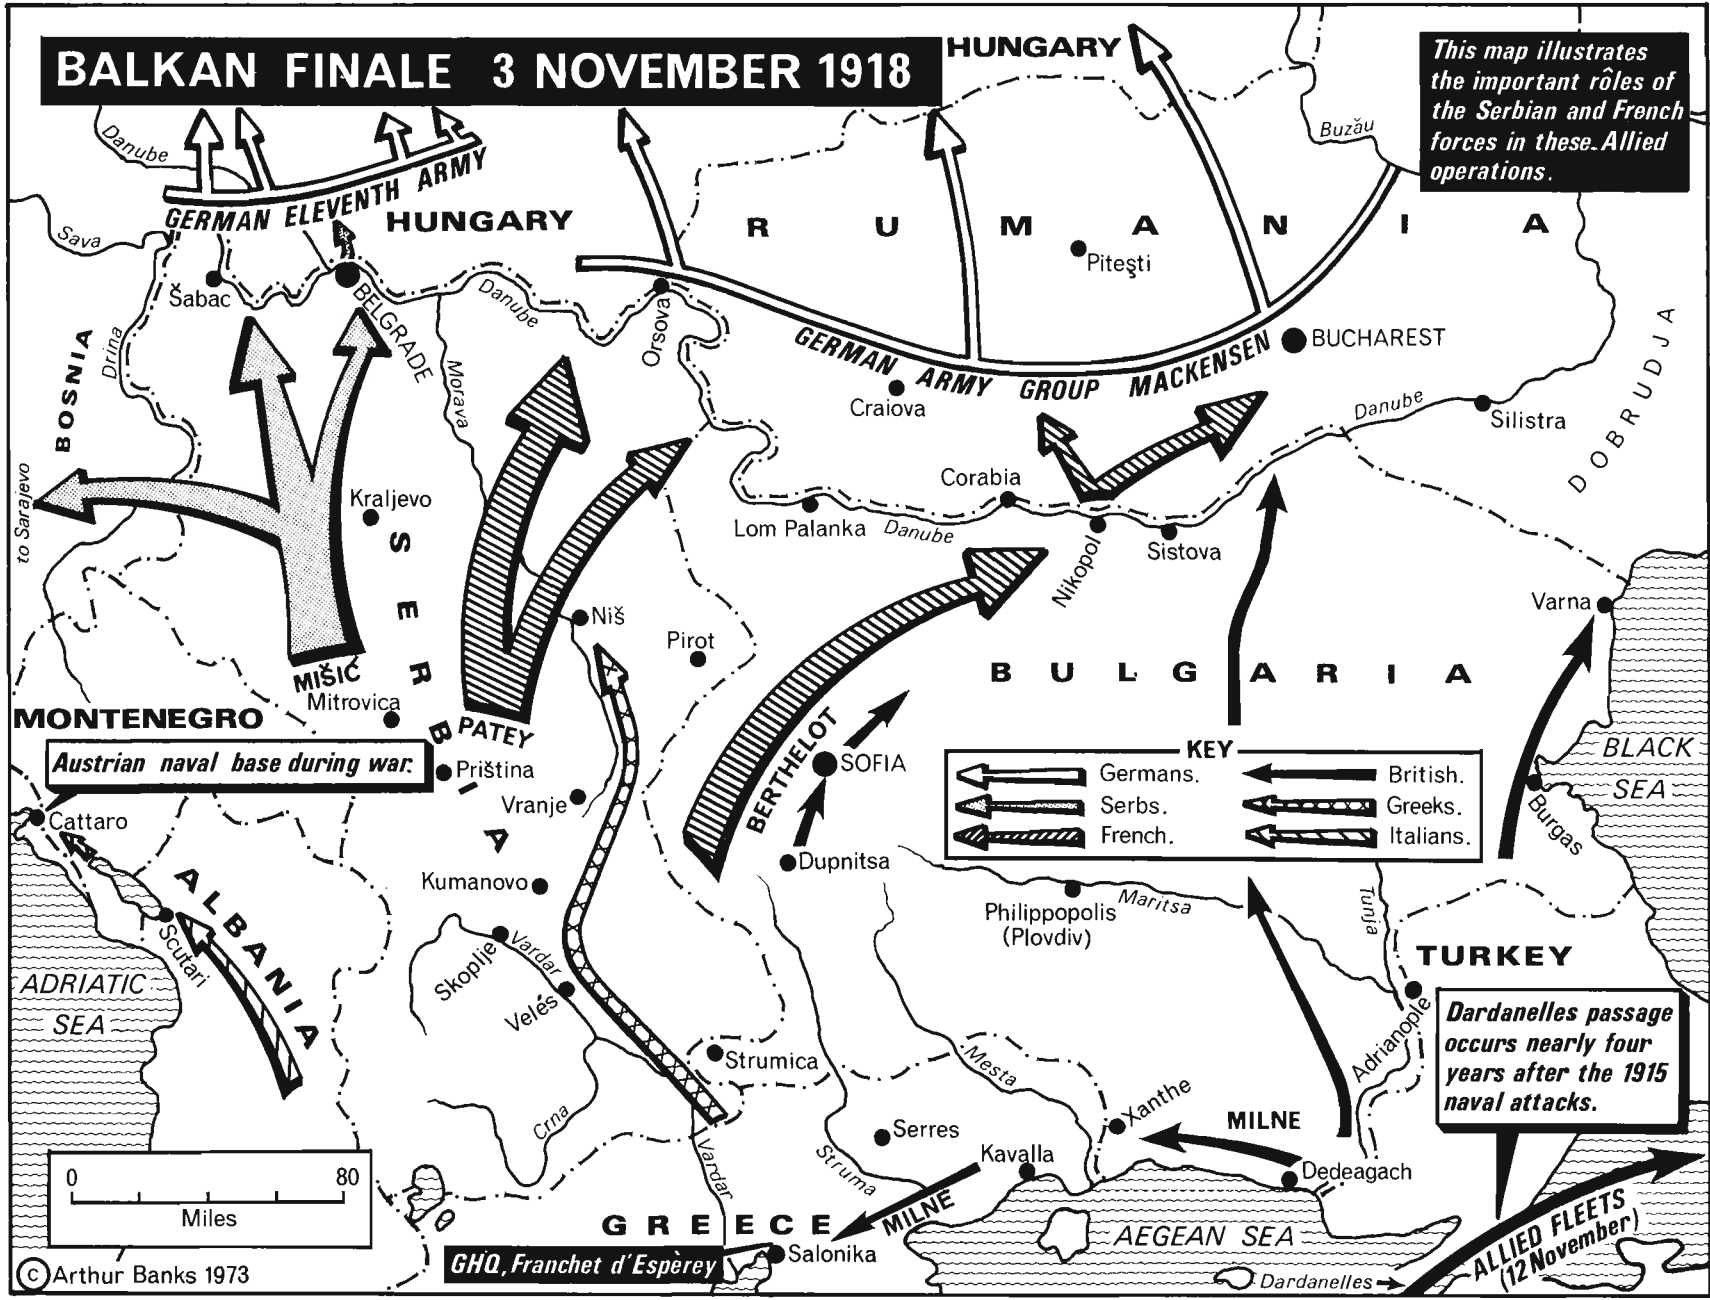 BALKAN FINALE 3 NOVEMBER 1918
HUNGARY
This map illustrates
the important rôles of
the Serbian and French
forces in these Allied
operations.
Danube
Buzău
GERMAN ELEVENTH ARMY
HUNGARY
RUMANIA
Sava
Piteşti
Šabac
BELGRADE
Danube
Orsova
BUCHAREST
GERMAN ARMY GROUP MACKENSEN
BOSNIA
Drina
Morava
Craiova
Danube
Silistra
DOBRUDJA
to Sarajevo
Kraljevo
Corabia
Lom Palanka
Danube
Nikopol
Sistova
SERBIA
Niš
Pirot
Varna
MIŠIC
Mitrovica
BULGARIA
MONTENEGRO
PATEY
BERTHELOT
Austrian naval base during war.
Priština
SOFIA
BLACK
SEA
KEY
Germans.
British.
Serbs.
Greeks.
French.
Italians.
Vranje
Burgas
Cattaro
Dupnitsa
ALBANIA
Kumanovo
Philippopolis
(Plovdiv)
Maritsa
Tunja
Scutari
Skoplje
Vardar
TURKEY
ADRIATIC
SEA
Velés
Adrianople
Dardanelles passage
occurs nearly four
years after the 1915
naval attacks.
Strumica
Mesta
Xanthe
Crna
Serres
MILNE
Vardar
Struma
Kavalla
Dedeagach
0 80
Miles
MILNE
GREECE
AEGEAN SEA
ALLIED FLEETS
(12 November)
GHQ, Franchet d'Espèrey
Salonika
Dardanelles
© Arthur Banks 1973